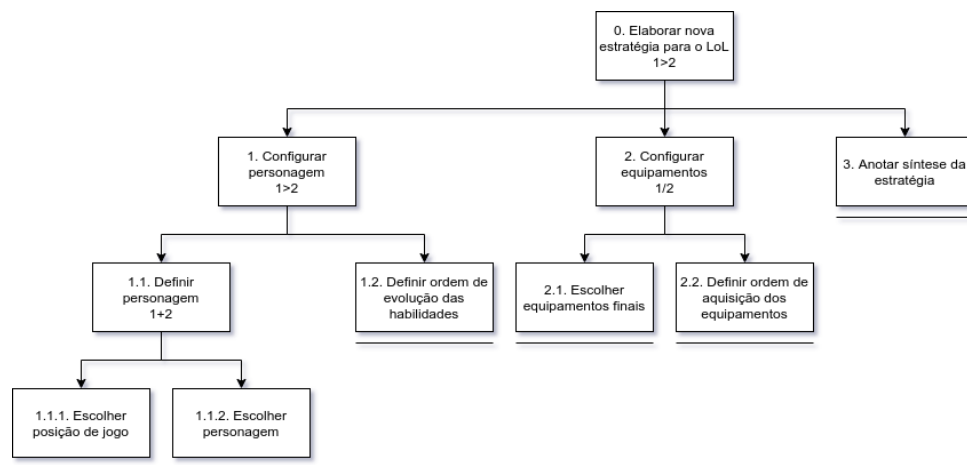 0. Elaborar nova
estratégia para o LoL
1>2
1. Configurar
personagem
1>2
2. Configurar
equipamentos
1/2
3. Anotar síntese da
estratégia
1.1. Definir
personagem
1+2
1.2. Definir ordem de
evolução das
habilidades
2.1. Escolher
equipamentos finais
2.2. Definir ordem de
aquisição dos
equipamentos
1.1.1. Escolher
posição de jogo
1.1.2. Escolher
personagem